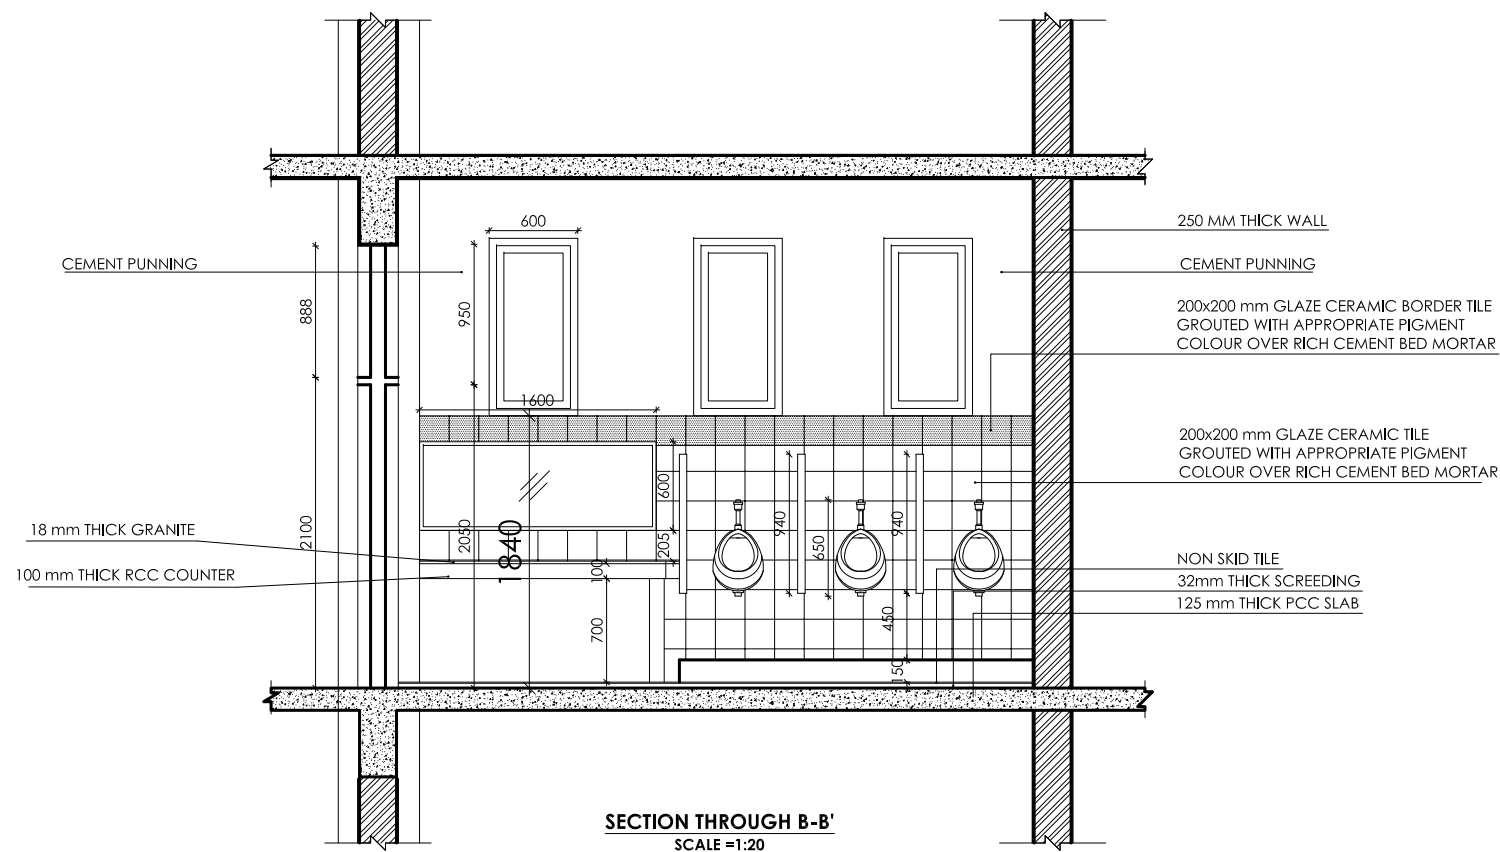 600
250 MM THICK WALL
CEMENT PUNNING
CEMENT PUNNING
888
950
200x200 mm GLAZE CERAMIC BORDER TILE
GROUTED WITH APPROPRIATE PIGMENT
COLOUR OVER RICH CEMENT BED MORTAR
1600
200x200 mm GLAZE CERAMIC TILE
GROUTED WITH APPROPRIATE PIGMENT
COLOUR OVER RICH CEMENT BED MORTAR
600
940
940
18 mm THICK GRANITE
2100
2050
1840
205
650
100 mm THICK RCC COUNTER
100
NON SKID TILE
32mm THICK SCREEDING
125 mm THICK PCC SLAB
700
450
150
SECTION THROUGH B-B'
SCALE =1:20